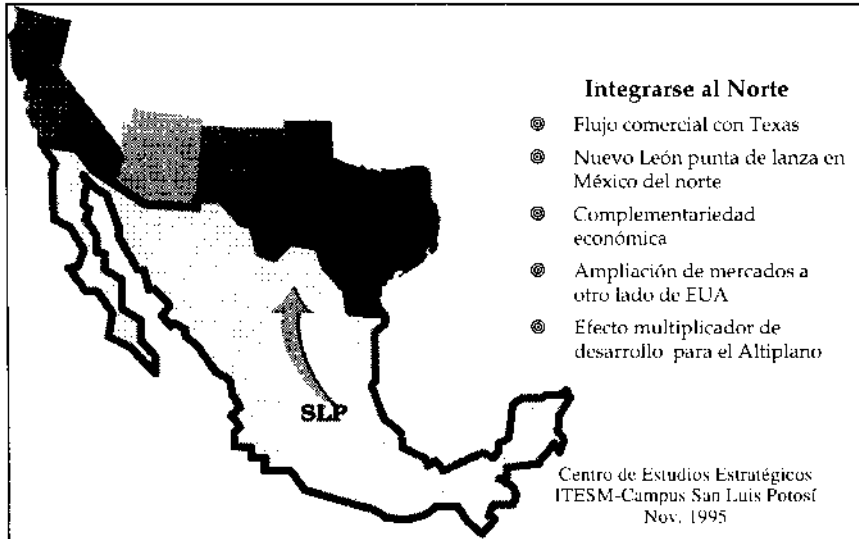 Integrarse al Norte
Flujo comercial con Texas
Nuevo León punta de lanza en
México del norte
Complementariedad
económica
Ampliación de mercados a
otro lado de EUA
Efecto multiplicador de
desarrollo para el Altiplano
SLP
Centro de Estudios Estratégicos
ITESM-Campus San Luis Potosí
Nov. 1995